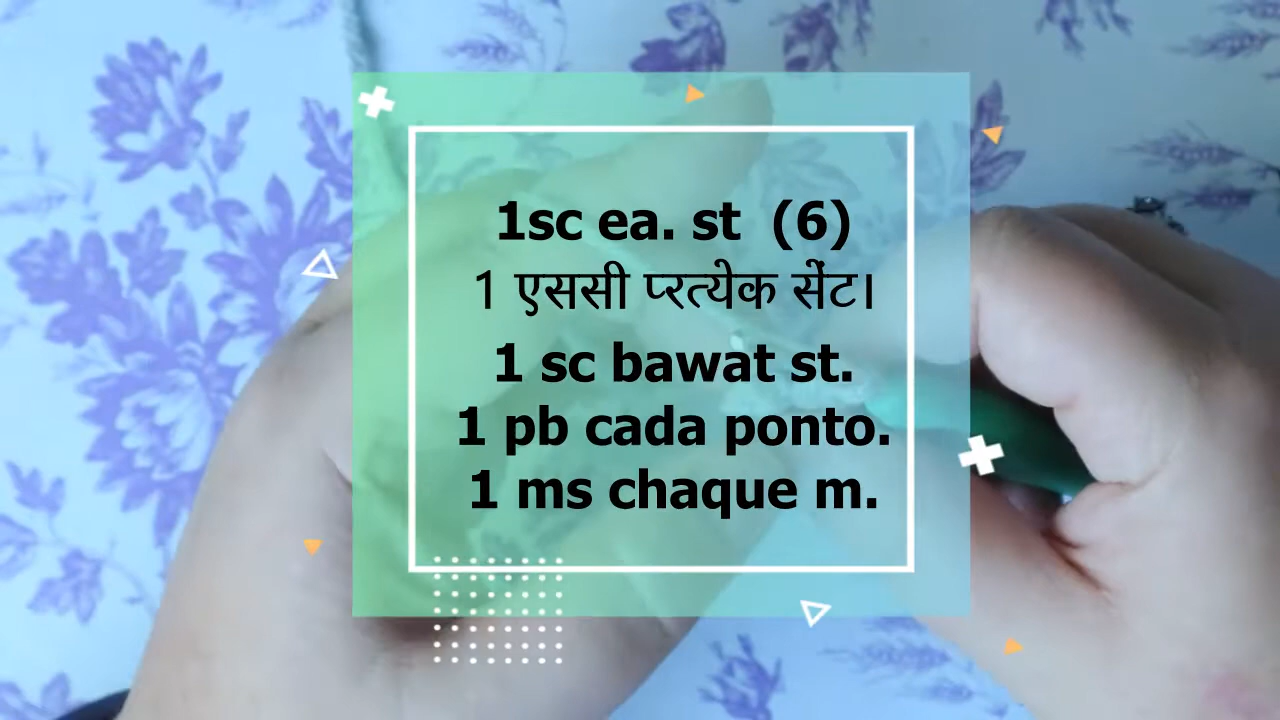 1sc ea. st (6)
1 एससी प्रत्येक सेंट।
1 sc bawat st.
1 pb cada ponto.
1 ms chaque m.